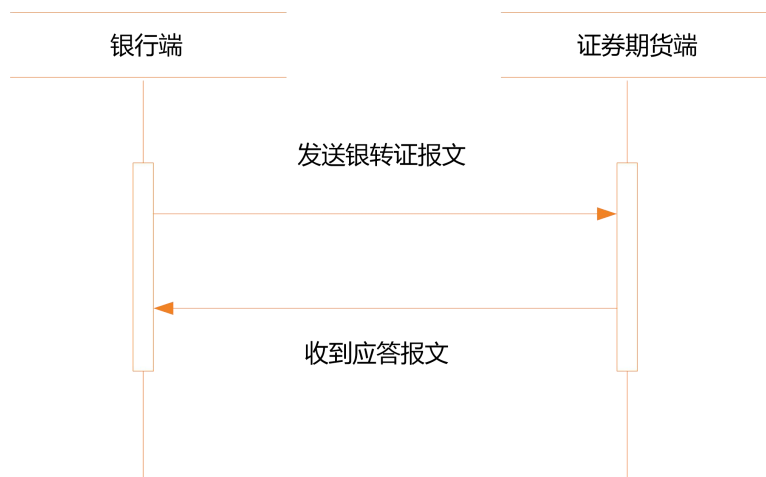 银行端
证券期货端
发送银转证报文
收到应答报文